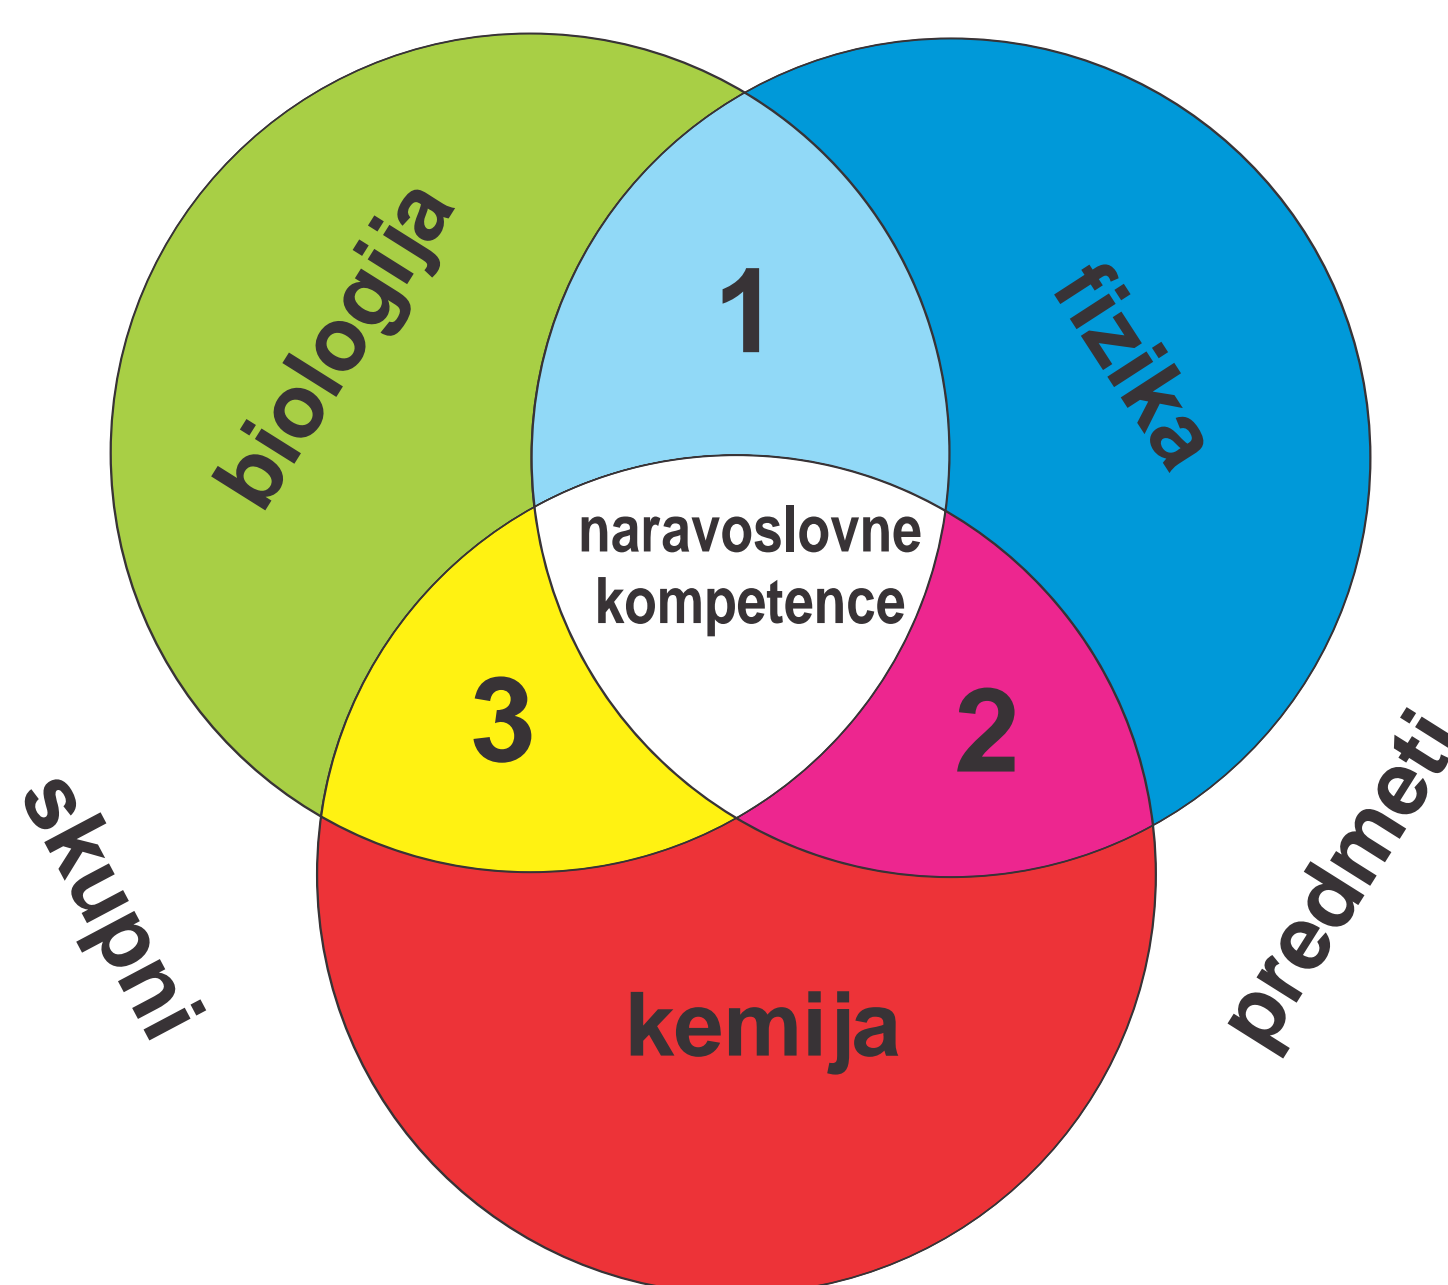 biologija
fizika
1
naravoslovne
kompetence
3
2
skupni
predmeti
kemija